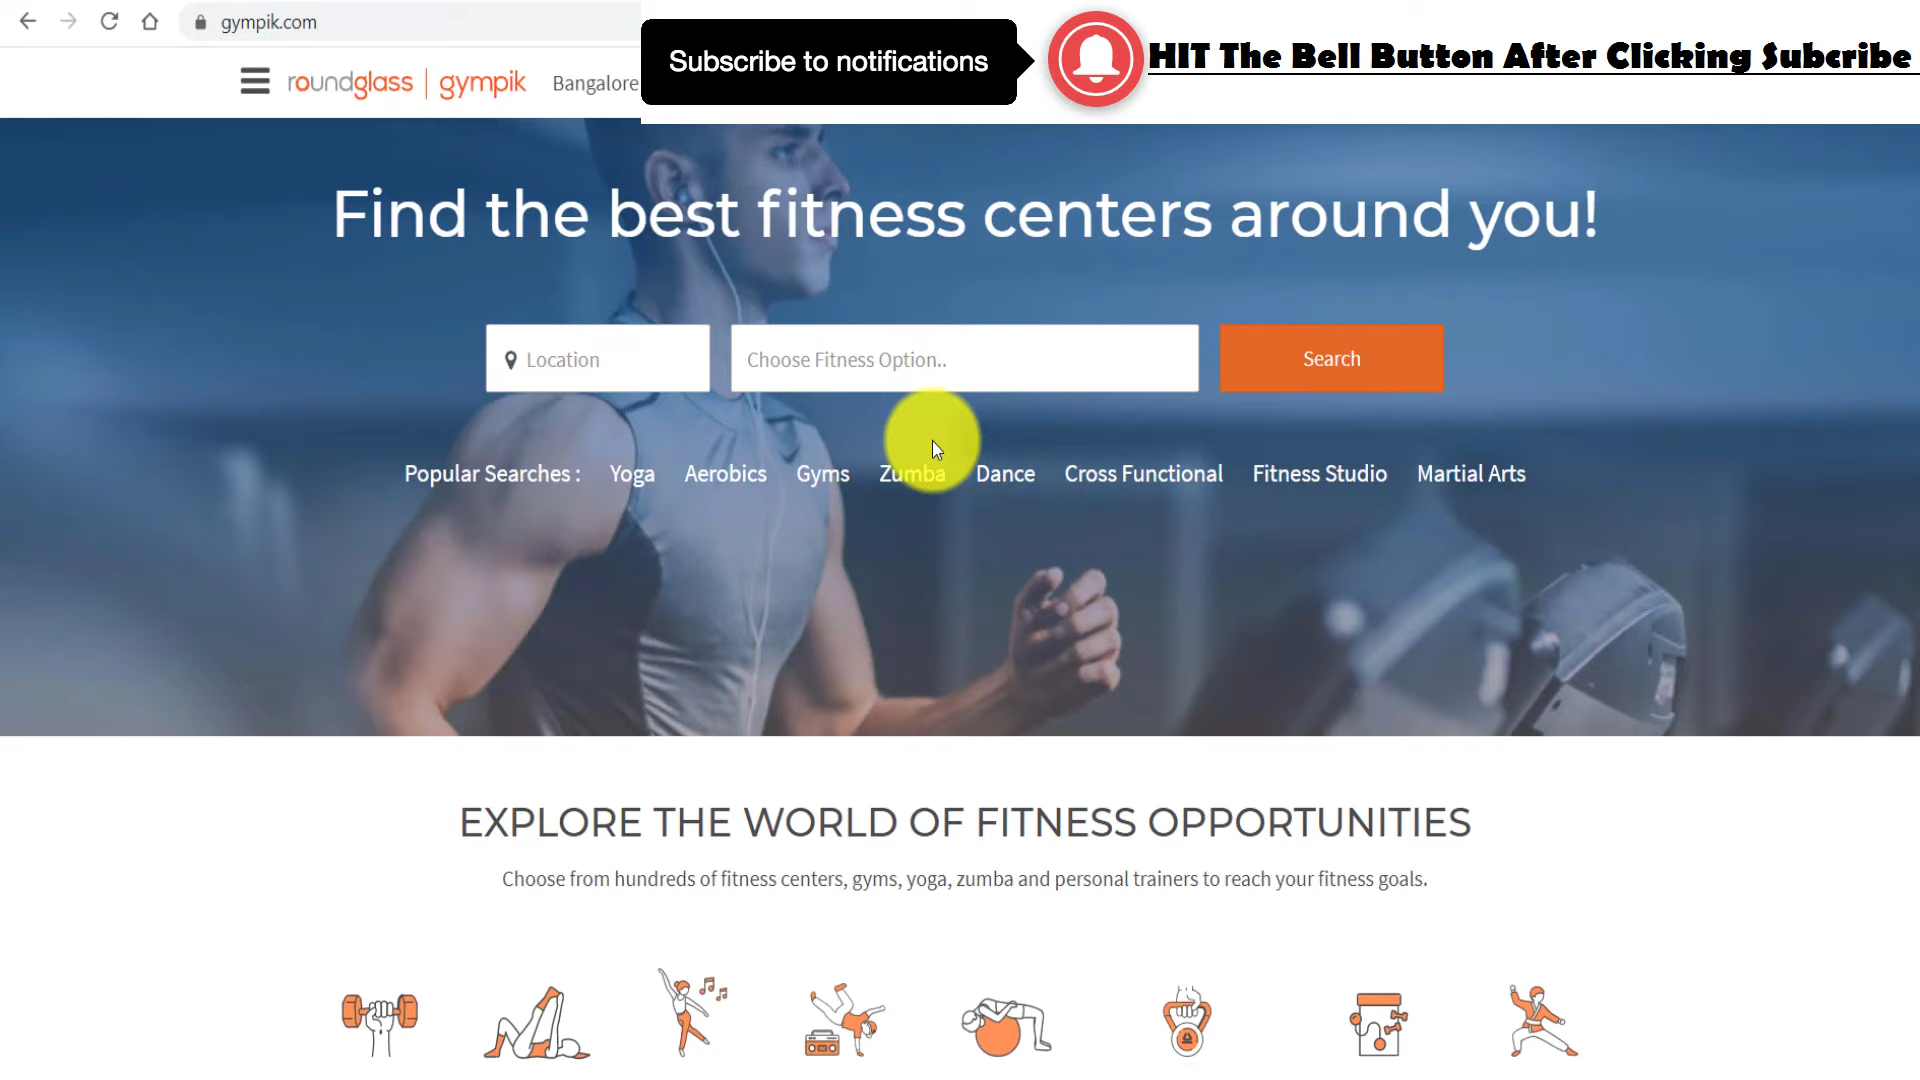 gympik.com
Subscribe to notifications
HIT The Bell Button After Clicking Subcribe
roundglass | gympik Bangalore
Find the best fitness centers around you!
Location
Choose Fitness Option..
Search
Popular Searches : Yoga Aerobics Gyms Zumba Dance Cross Functional Fitness Studio Martial Arts
EXPLORE THE WORLD OF FITNESS OPPORTUNITIES
Choose from hundreds of fitness centers, gyms, yoga, zumba and personal trainers to reach your fitness goals.